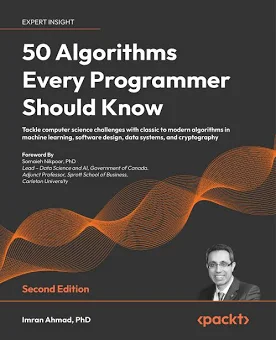 EXPERT INSIGHT
50 Algorithms
Every Programmer
Should Know
Tackle computer science challenges with classic to modern algorithms in
machine learning, software design, data systems, and cryptography
Foreword By
Somaieh Nikpoor, PhD
Lead – Data Science and AI, Government of Canada,
Adjunct Professor, Sprott School of Business,
Carleton University
Second Edition
Imran Ahmad, PhD
<packt>